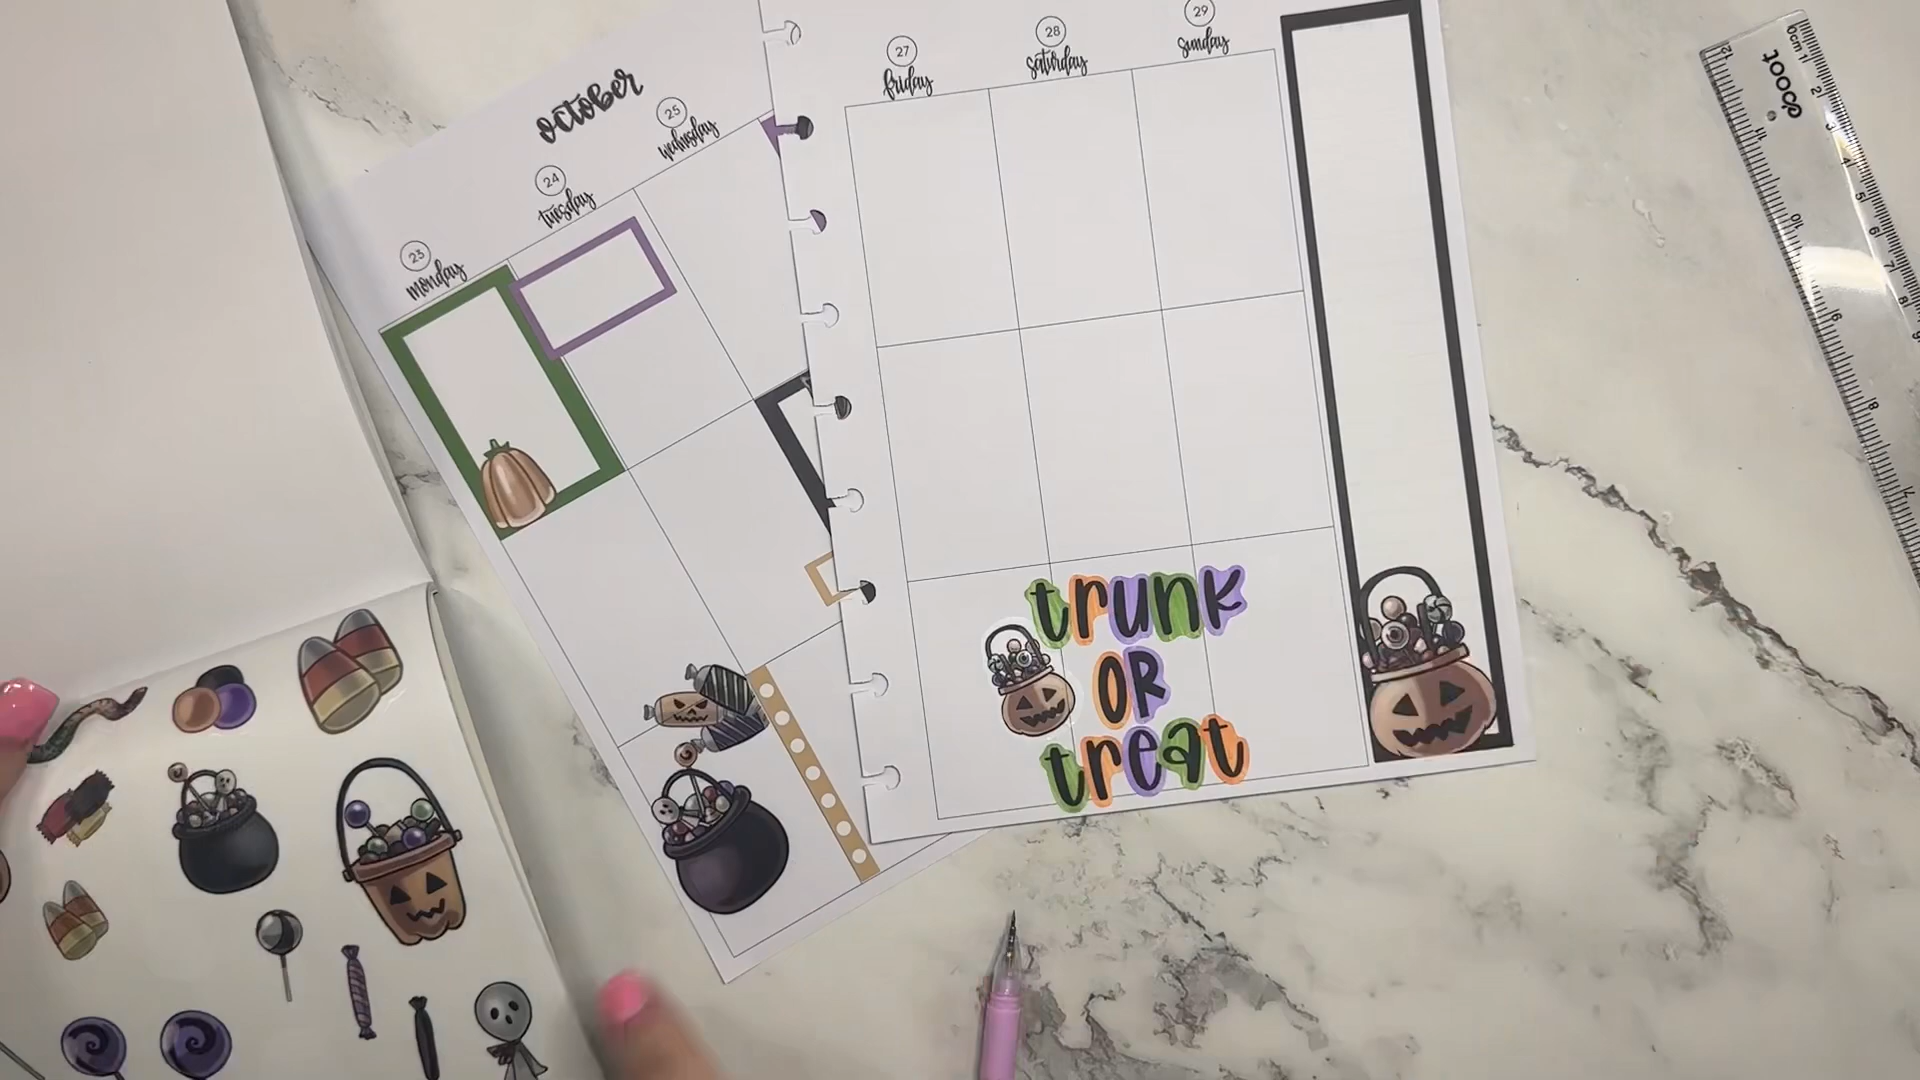 october
23
monday
24
tuesday
25
wednesday
27
friday
28
saturday
29
sunday
trunk
OR
treat